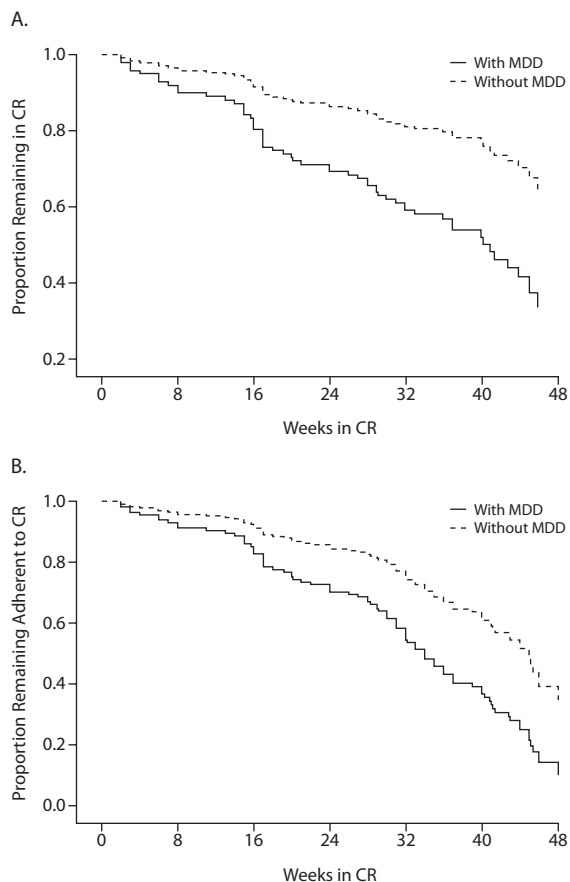 A.
Proportion Remaining in CR
1.0
0.8
0.6
0.4
0.2
With MDD
Without MDD
0 8 16 24 32 40 48
Weeks in CR
B.
Proportion Remaining Adherent to CR
1.0
0.8
0.6
0.4
0.2
0.0
With MDD
Without MDD
0 8 16 24 32 40 48
Weeks in CR